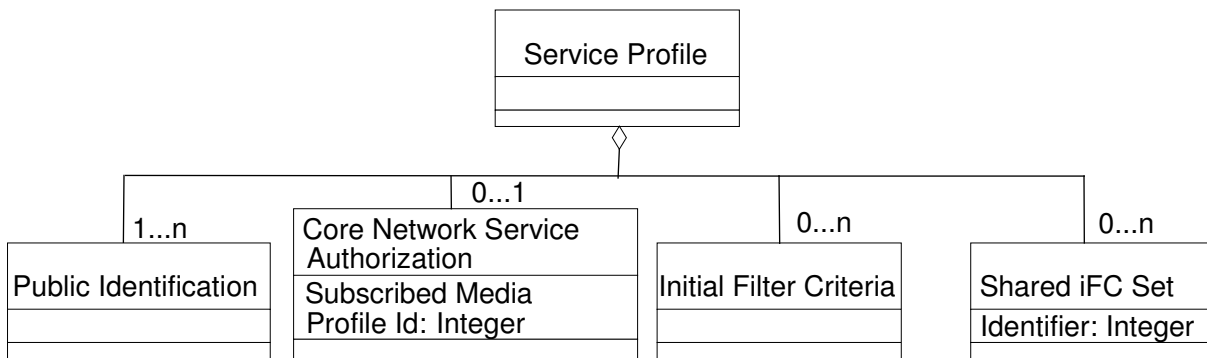 Service Profile
1...n
0...1
0...n
0...n
Public Identification
Core Network Service
Authorization
Subscribed Media
Profile Id: Integer
Initial Filter Criteria
Shared iFC Set
Identifier: Integer